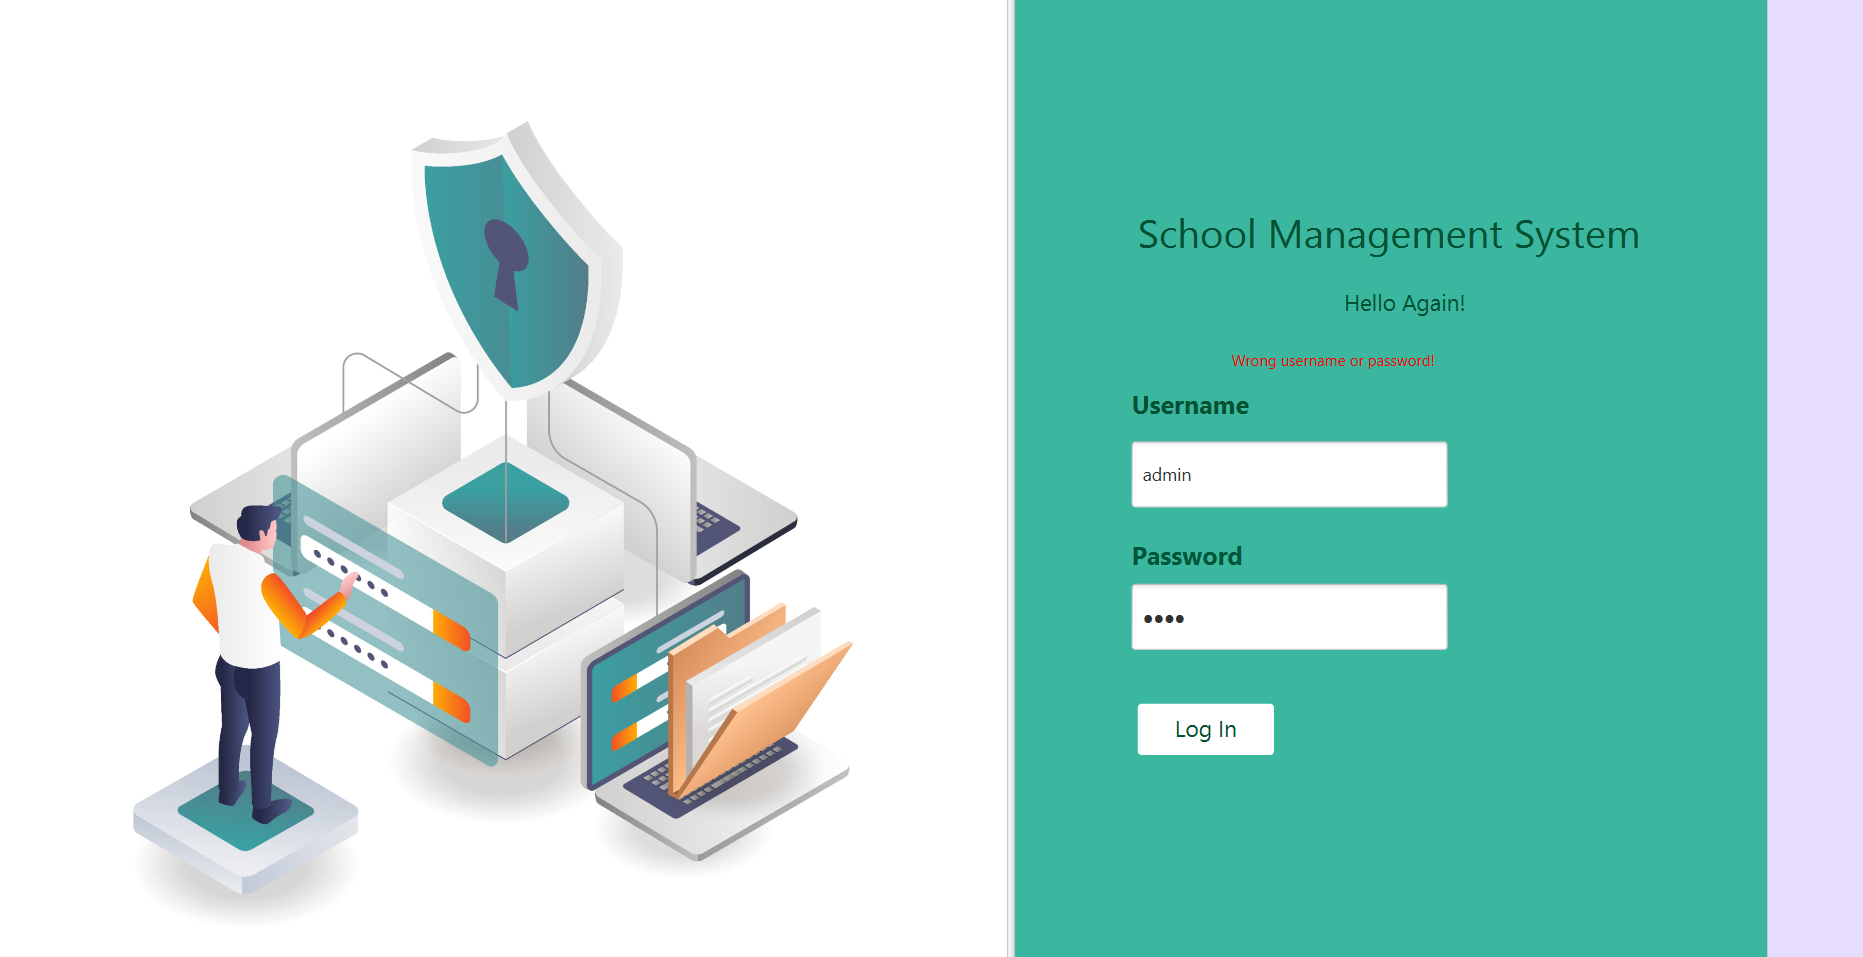 School Management System
Hello Again!
Wrong username or password!
Username
admin
Password
••••
Log In